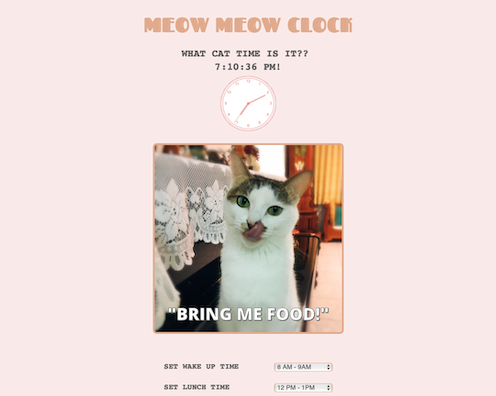 MEOW MEOW CLOCK
WHAT CAT TIME IS IT??
7:10:36 PM!
"BRING ME FOOD!"
SET WAKE UP TIME
8 AM - 9AM
SET LUNCH TIME
12 PM - 1PM